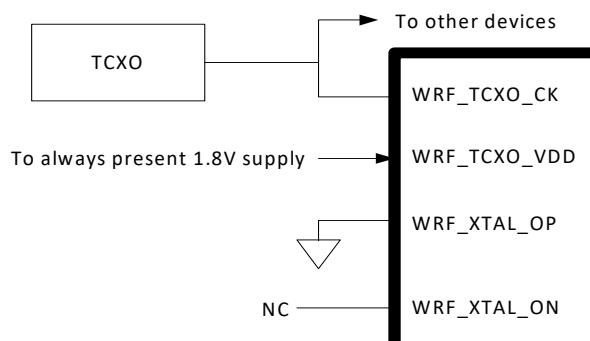 To other devices
TCXO
WRF_TCXO_CK
To always present 1.8V supply
WRF_TCXO_VDD
WRF_XTAL_OP
NC
WRF_XTAL_ON